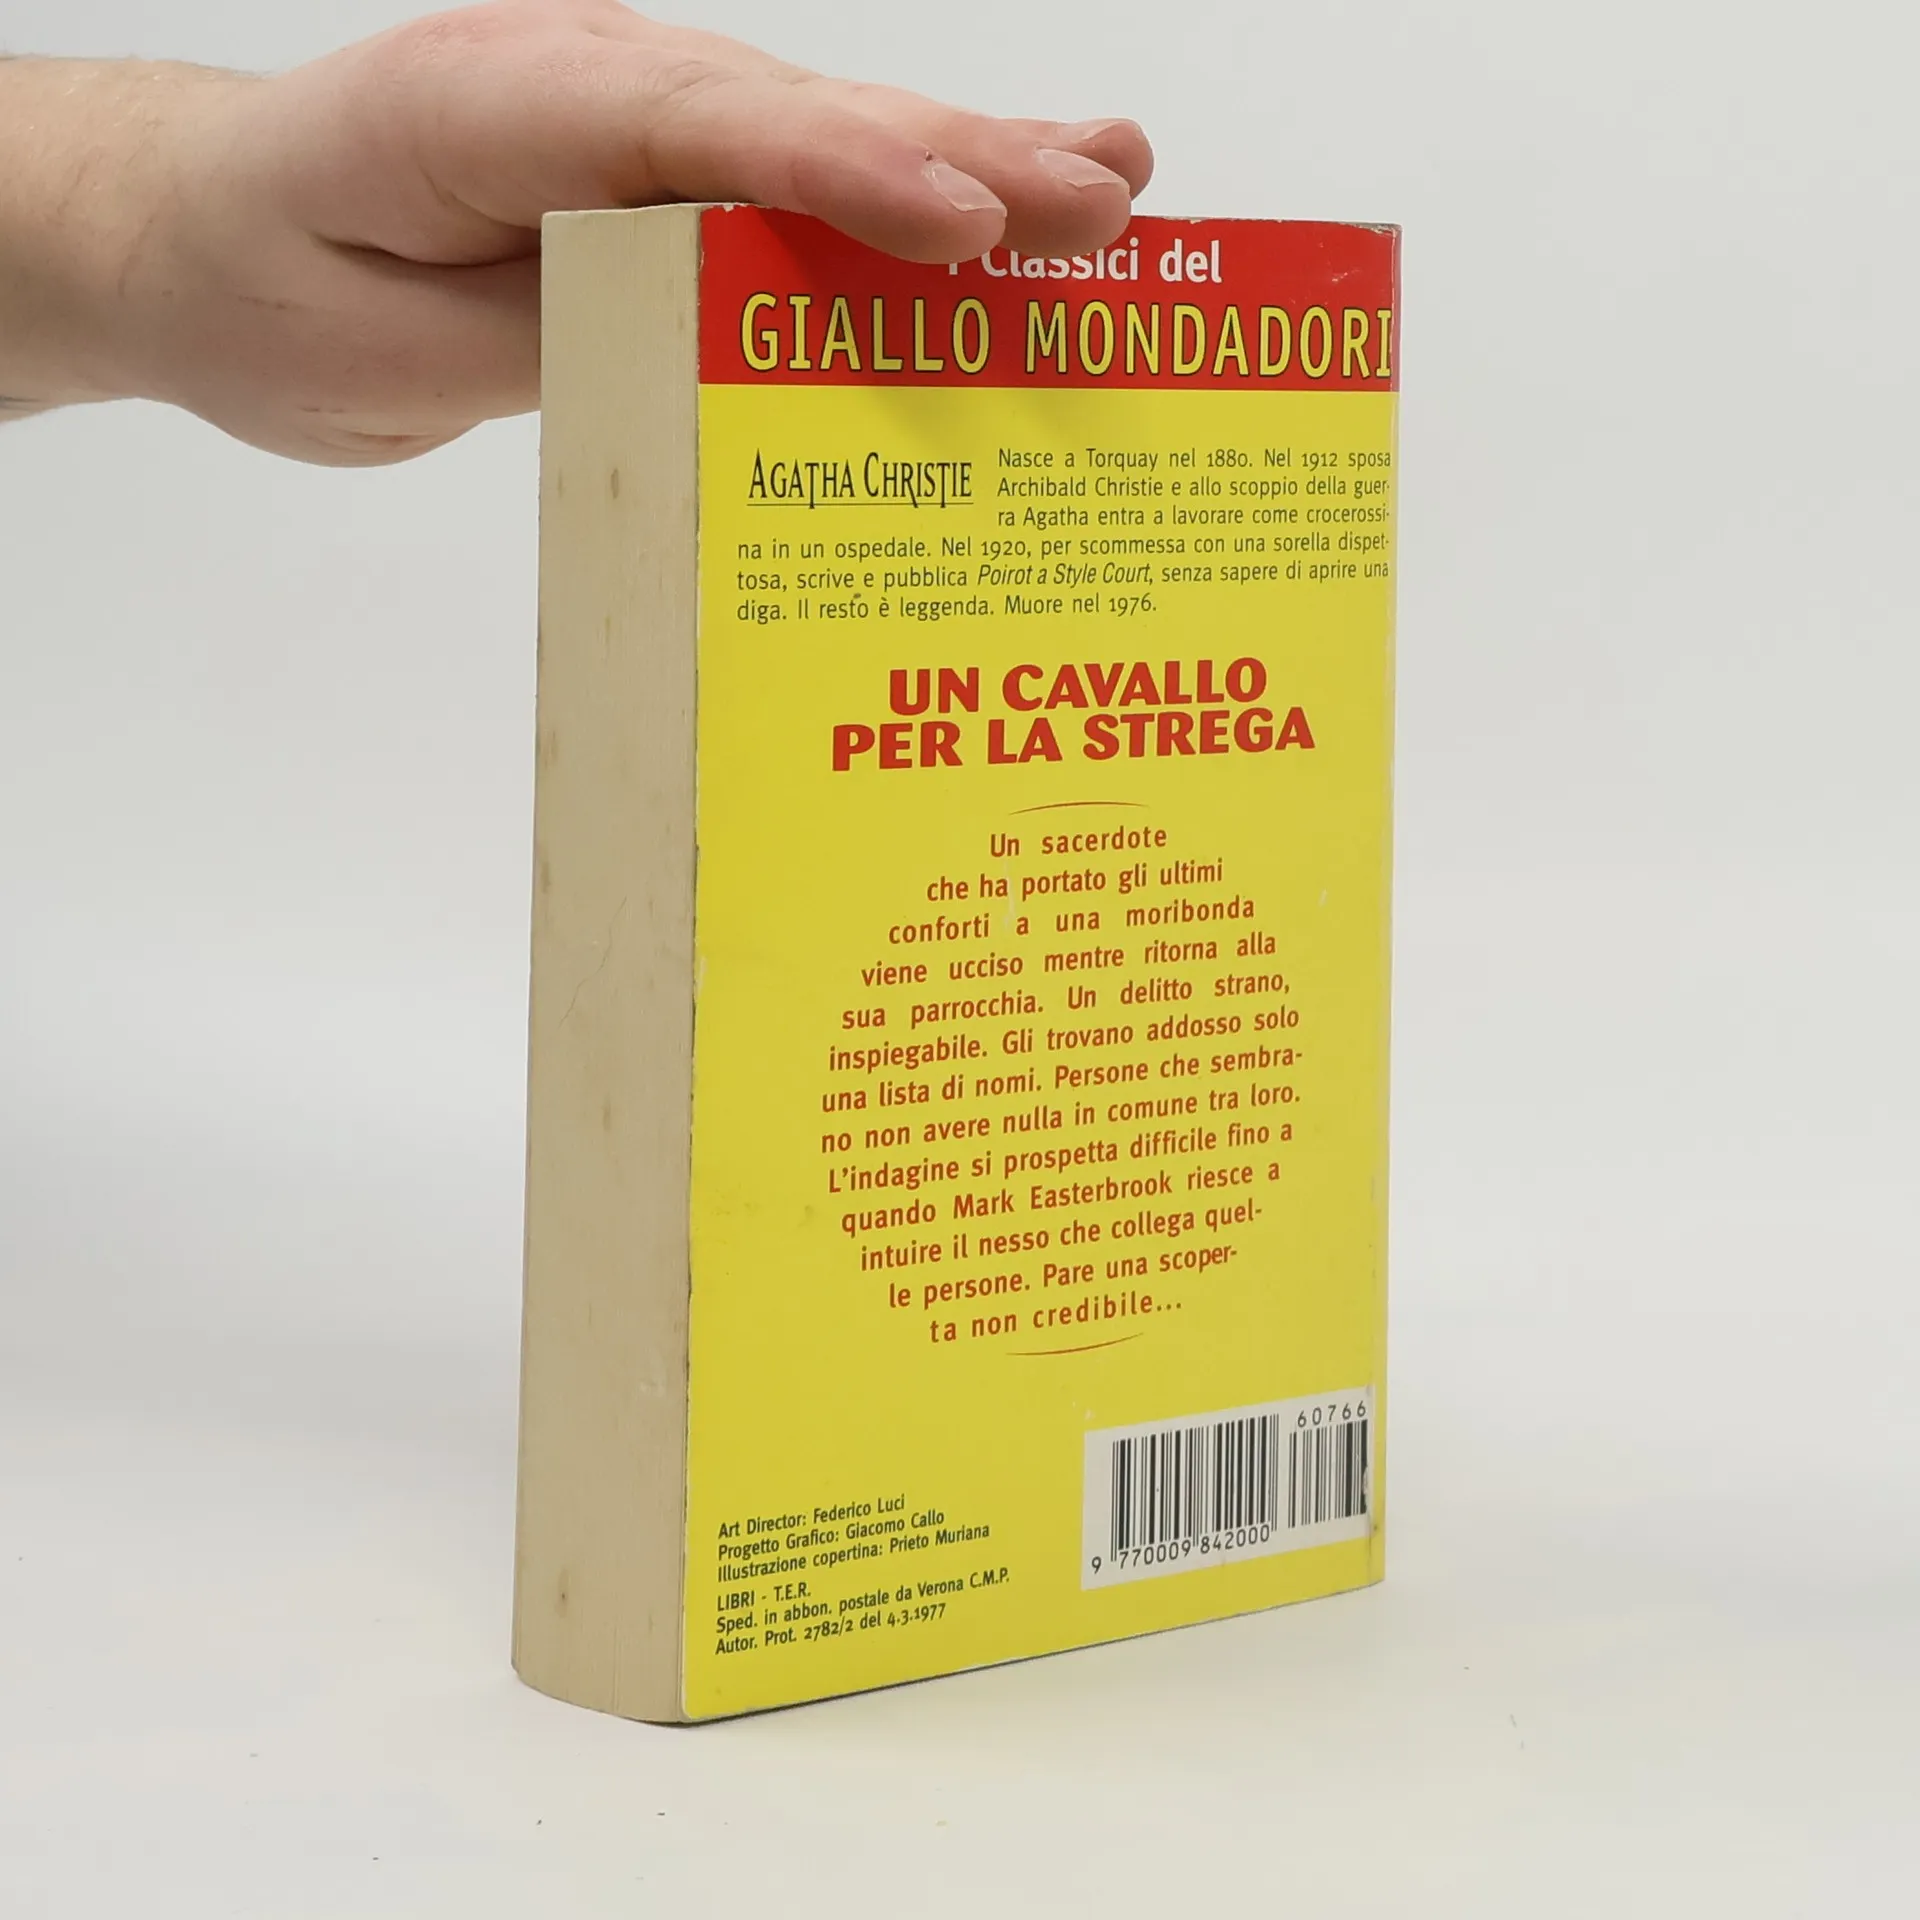 I Classici del
GIALLO MONDADORI
AGATHA CHRISTIE
Nasce a Torquay nel 1880. Nel 1912 sposa
Archibald Christie e allo scoppio della guer-
ra Agatha entra a lavorare come crocerossi-
na in un ospedale. Nel 1920, per scommessa con una sorella dispet-
tosa, scrive e pubblica Poirot a Style Court, senza sapere di aprire una
diga. Il resto è leggenda. Muore nel 1976.
UN CAVALLO
PER LA STREGA
Un sacerdote
che ha portato gli ultimi
conforti a una moribonda
viene ucciso mentre ritorna alla
sua parrocchia. Un delitto strano,
inspiegabile. Gli trovano addosso solo
una lista di nomi. Persone che sembra-
no non avere nulla in comune tra loro.
L'indagine si prospetta difficile fino a
quando Mark Easterbrook riesce a
intuire il nesso che collega quel-
le persone. Pare una scoper-
ta non credibile...
60766
9 770009 842000
Art Director: Federico Luci
Progetto Grafico: Giacomo Callo
Illustrazione copertina: Prieto Muriana
LIBRI - T.E.R.
Sped. in abbon. postale da Verona C.M.P.
Autor. Prot. 2782/2 del 4.3.1977